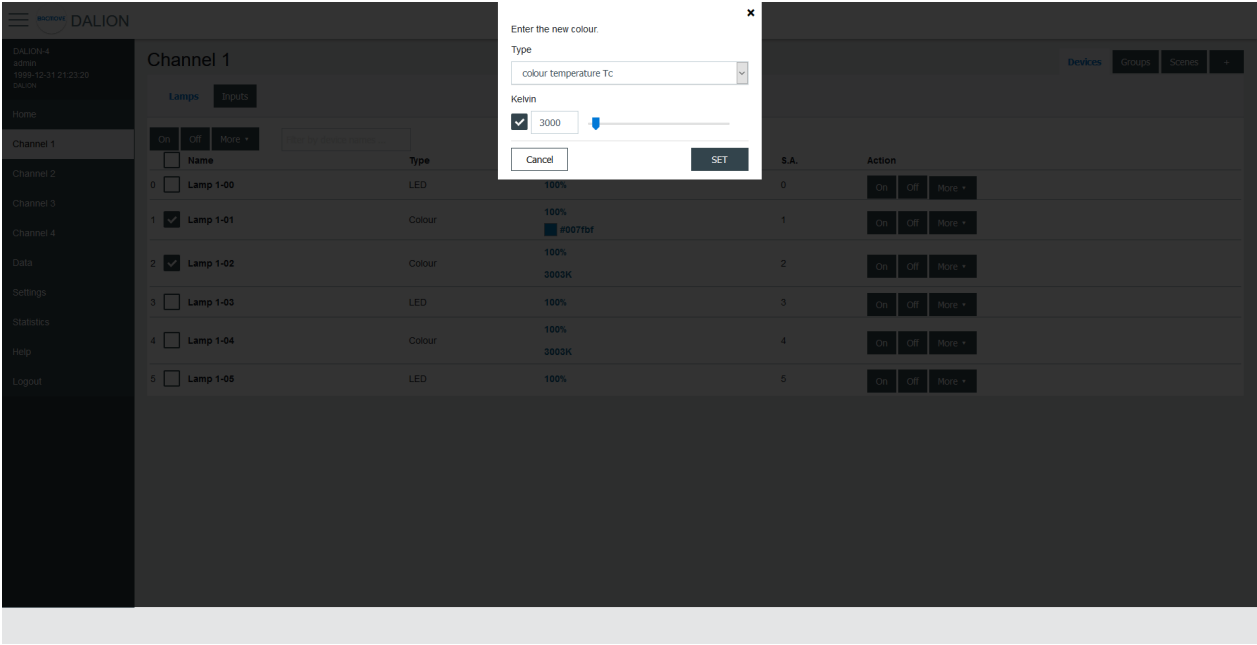 DALION
DALION-4
admin
1999-12-31 21:23:20
DALION
Home
Channel 1
Channel 2
Channel 3
Channel 4
Data
Settings
Statistics
Help
Logout
Channel 1
Devices Groups Scenes +
Lamps Inputs
On Off More
Name Type S.A. Action
0 Lamp 1-00 LED 100% 0 On Off More
1 Lamp 1-01 Colour 100% #007fbf 1 On Off More
2 Lamp 1-02 Colour 100% 3003K 2 On Off More
3 Lamp 1-03 LED 100% 3 On Off More
4 Lamp 1-04 Colour 100% 3003K 4 On Off More
5 Lamp 1-05 LED 100% 5 On Off More
Enter the new colour.
Type
colour temperature Tc
Kelvin
3000
Cancel SET